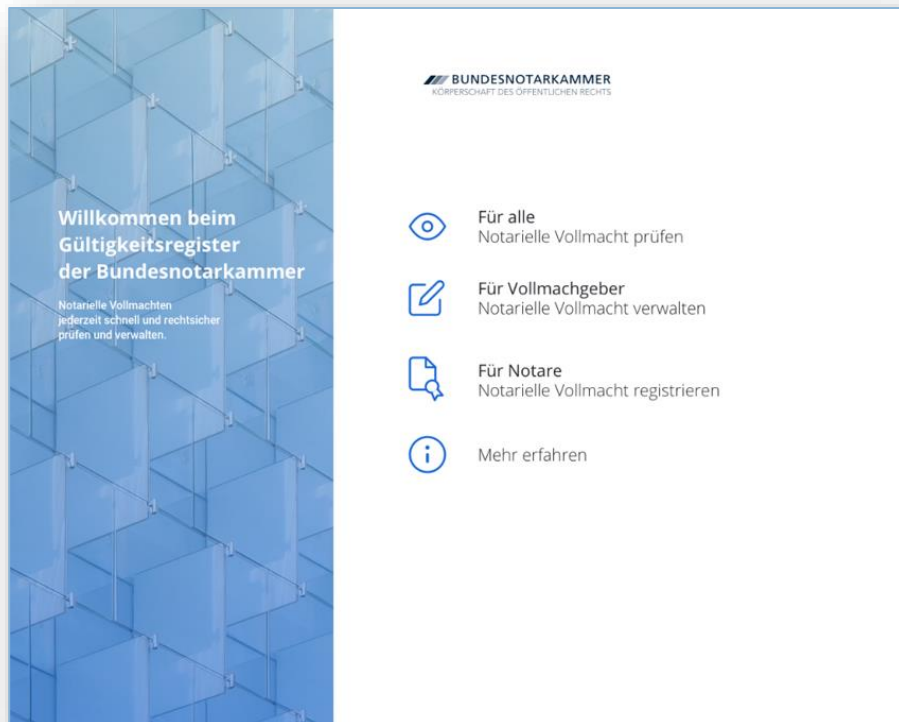 Willkommen beim
Gültigkeitsregister
der Bundesnotarkammer
Notarielle Vollmachten
jederzeit schnell und rechtsicher
prüfen und verwalten.
BUNDESNOTARKAMMER
KÖRPERSCHAFT DES ÖFFENTLICHEN RECHTS
Für alle
Notarielle Vollmacht prüfen
Für Vollmachgeber
Notarielle Vollmacht verwalten
Für Notare
Notarielle Vollmacht registrieren
Mehr erfahren